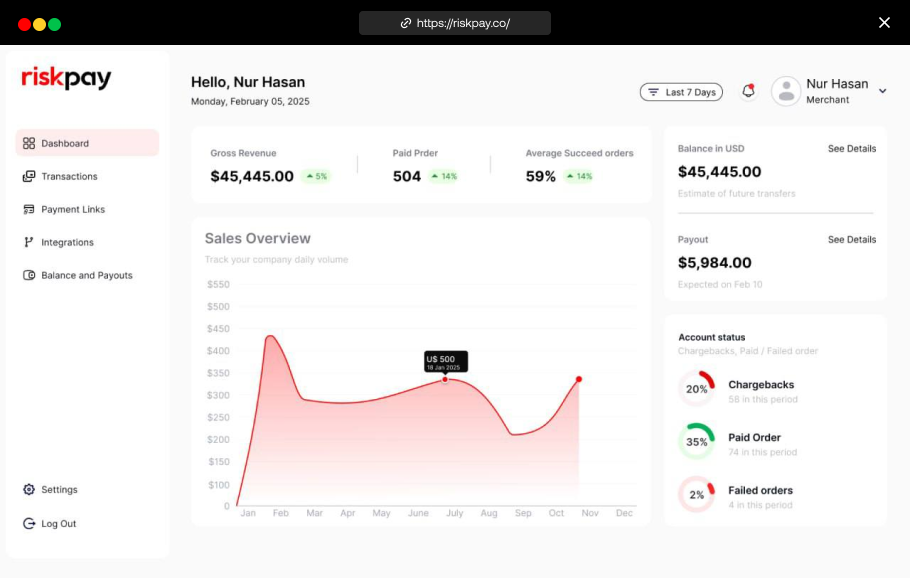 https://riskpay.co/
riskpay
Hello, Nur Hasan
Monday, February 05, 2025
Last 7 Days
Nur Hasan
Merchant
Dashboard
Transactions
Payment Links
Integrations
Balance and Payouts
Settings
Log Out
Gross Revenue
$45,445.00 5%
Paid Prder
504 14%
Average Succeed orders
59% 14%
Sales Overview
Track your company daily volume
$550
$500
$450
$400
$350
$300
$250
$200
$150
$100
0
U$ 500
18 Jan 2025
Jan Feb Mar Apr May June July Aug Sep Oct Nov Dec
Balance in USD See Details
$45,445.00
Estimate of future transfers
Payout See Details
$5,984.00
Expected on Feb 10
Account status
Chargebacks, Paid / Failed order
20% Chargebacks
58 in this period
35% Paid Order
74 in this period
2% Failed orders
4 in this period